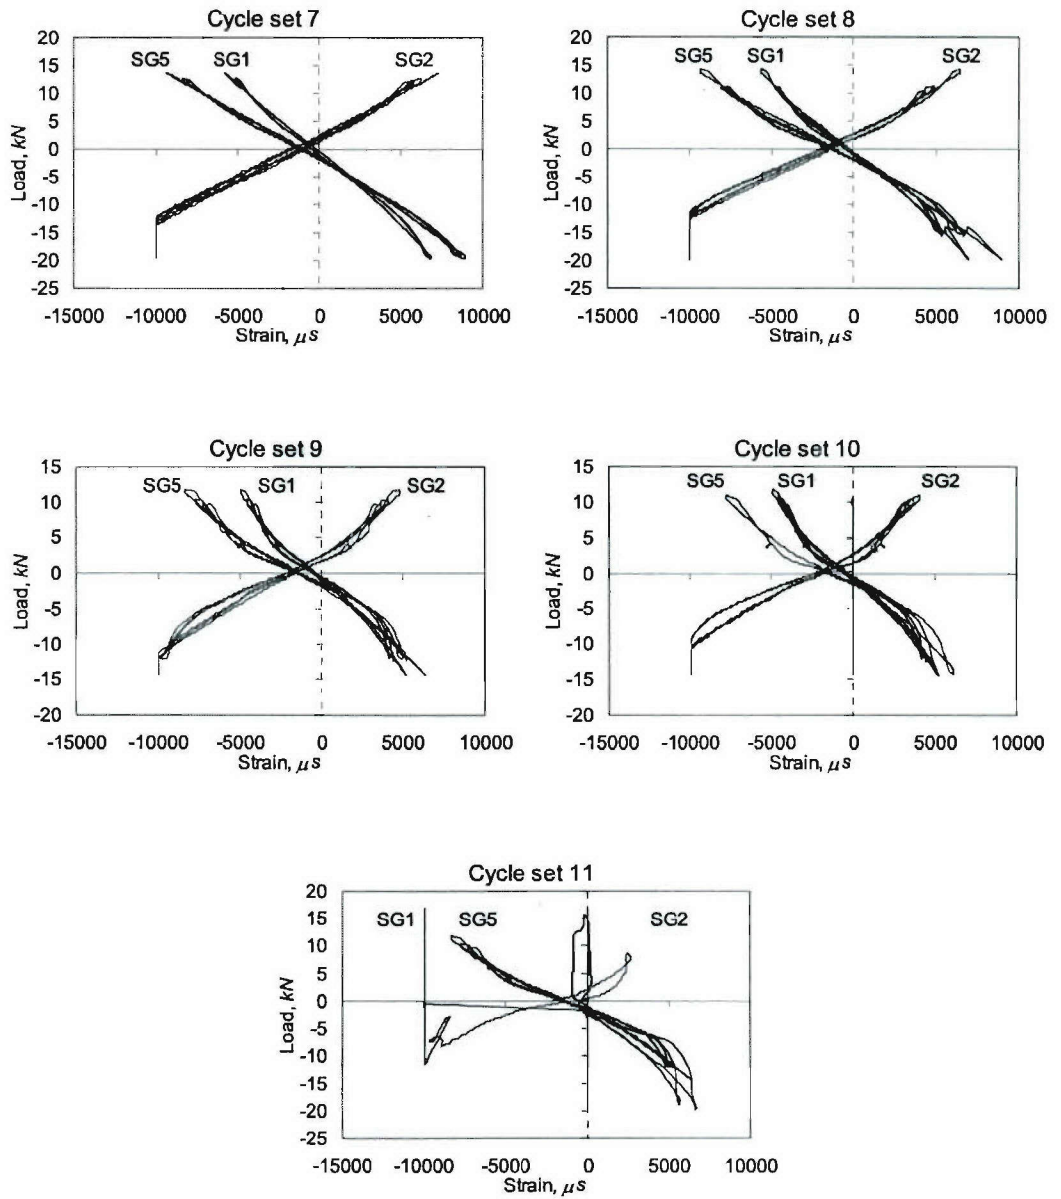 Cycle set 7
Cycle set 8
20
15
10
5
0
-5
-10
-15
-20
-25
Load, kN
SG5
SG1
SG2
-15000 -10000 -5000 0 5000 10000
Strain, μs
20
15
10
5
0
-5
-10
-15
-20
-25
Load, kN
SG5
SG1
SG2
-15000 -10000 -5000 0 5000 10000
Strain, μs
Cycle set 9
Cycle set 10
15
10
5
0
-5
-10
-15
-20
Load, kN
SG5
SG1
SG2
-15000 -10000 -5000 0 5000 10000
Strain, μs
15
10
5
0
-5
-10
-15
-20
Load, kN
SG5
SG1
SG2
-15000 -10000 -5000 0 5000 10000
Strain, μs
Cycle set 11
20
15
10
5
0
-5
-10
-15
-20
-25
Load, kN
SG1
SG5
SG2
-15000 -10000 -5000 0 5000 10000
Strain, μs